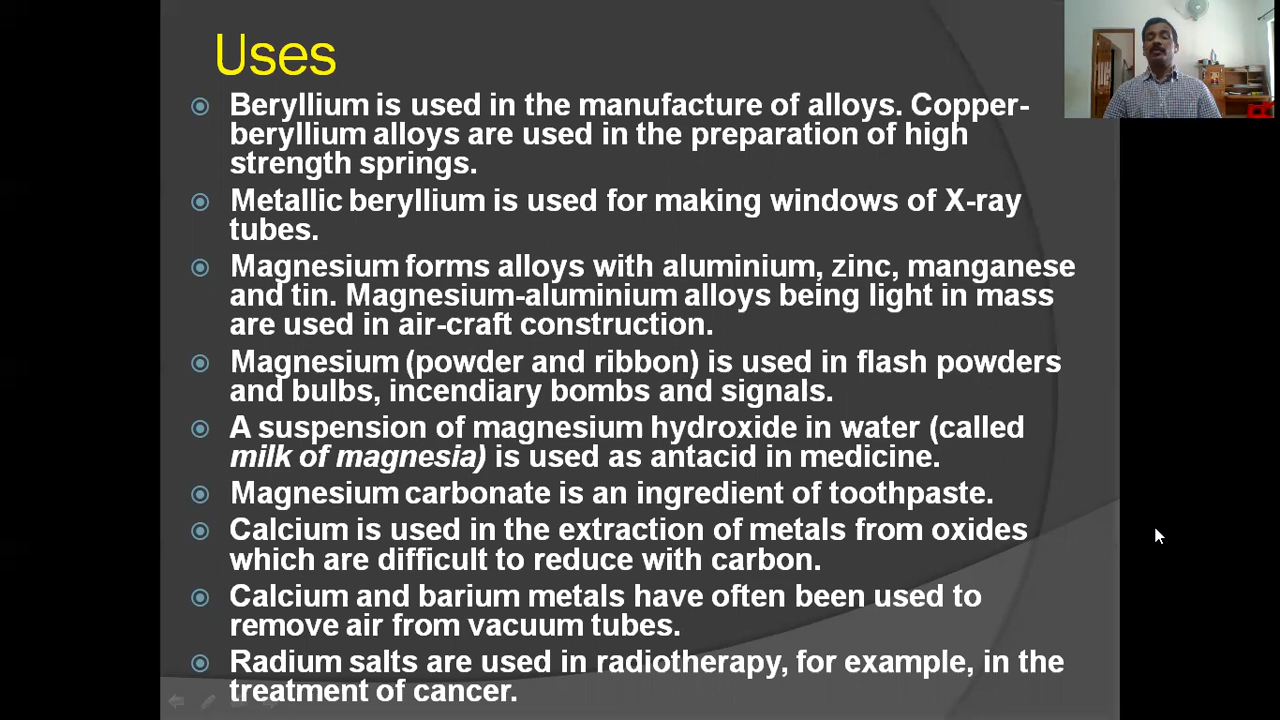 Uses
Beryllium is used in the manufacture of alloys. Copper-
beryllium alloys are used in the preparation of high
strength springs.
Metallic beryllium is used for making windows of X-ray
tubes.
Magnesium forms alloys with aluminium, zinc, manganese
and tin. Magnesium-aluminium alloys being light in mass
are used in air-craft construction.
Magnesium (powder and ribbon) is used in flash powders
and bulbs, incendiary bombs and signals.
A suspension of magnesium hydroxide in water (called
milk of magnesia) is used as antacid in medicine.
Magnesium carbonate is an ingredient of toothpaste.
Calcium is used in the extraction of metals from oxides
which are difficult to reduce with carbon.
Calcium and barium metals have often been used to
remove air from vacuum tubes.
Radium salts are used in radiotherapy, for example, in the
treatment of cancer.